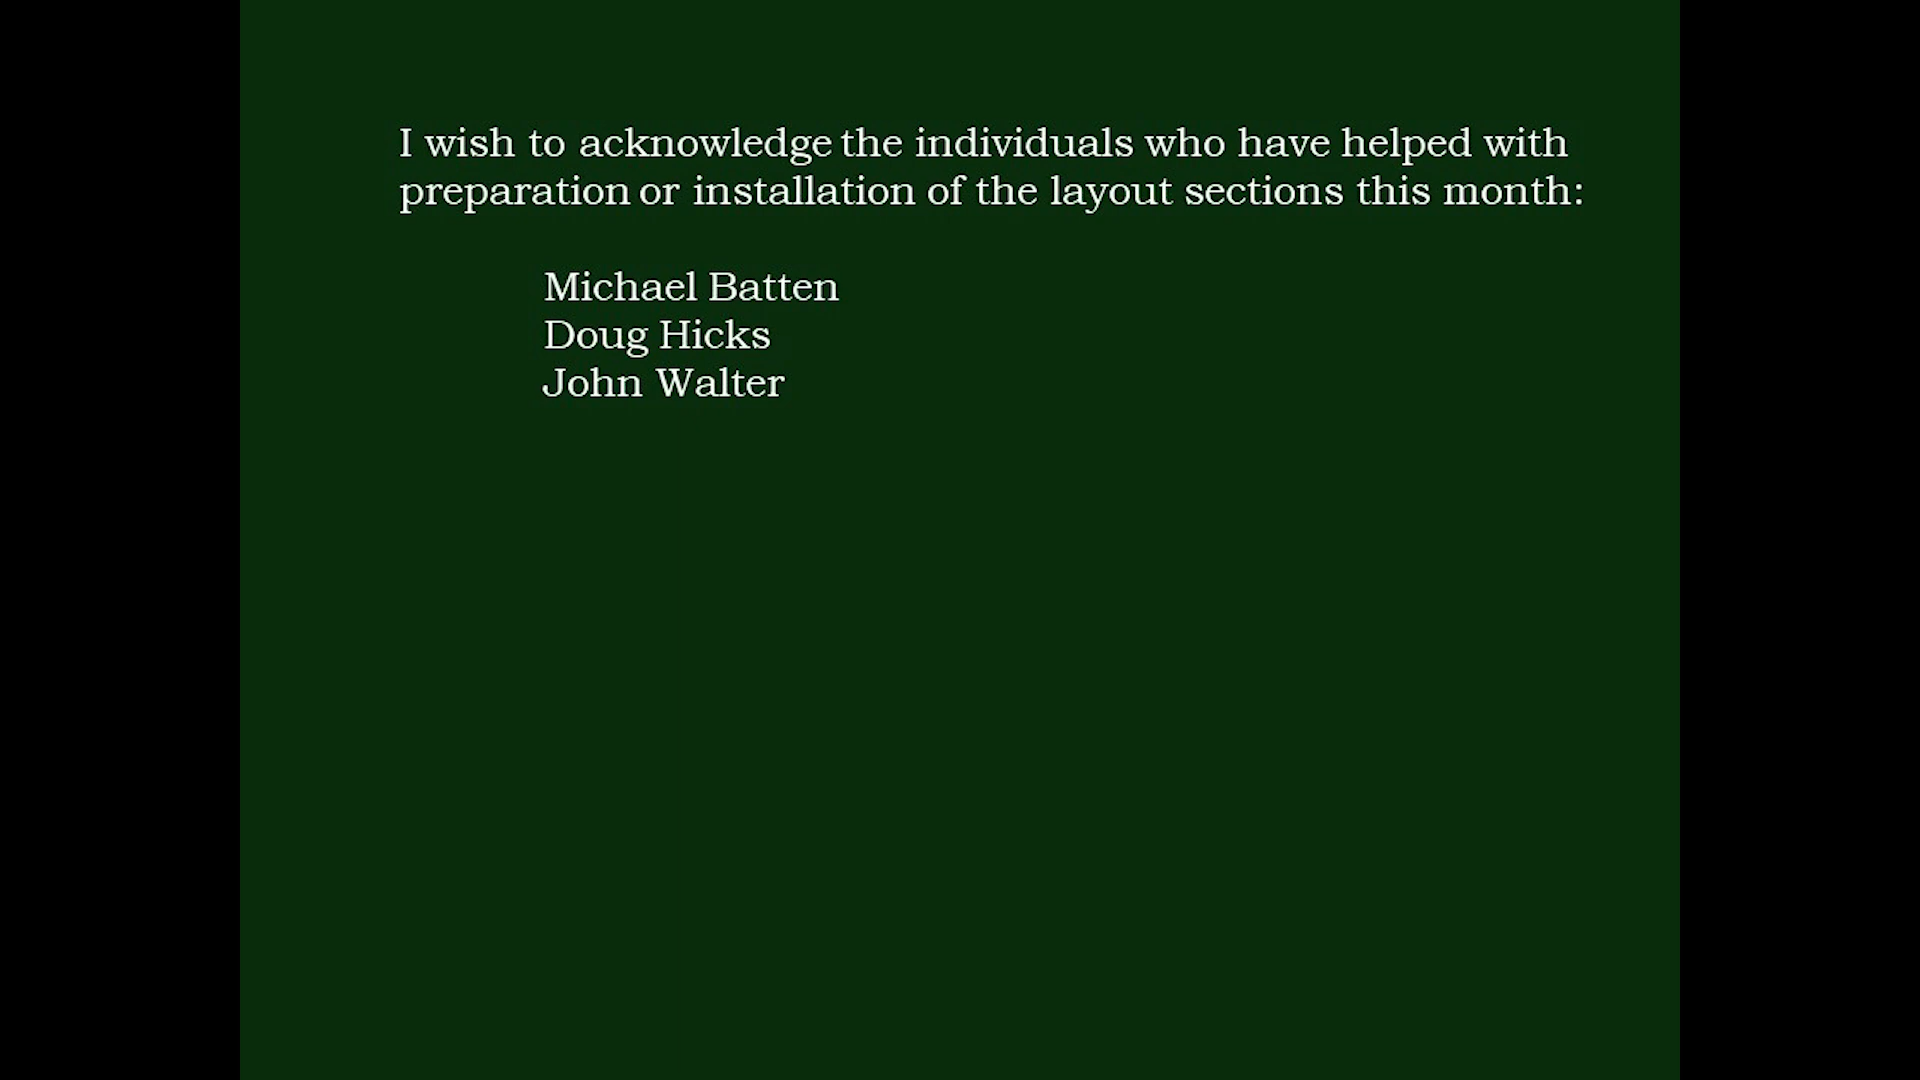 I wish to acknowledge the individuals who have helped with
preparation or installation of the layout sections this month:
Michael Batten
Doug Hicks
John Walter